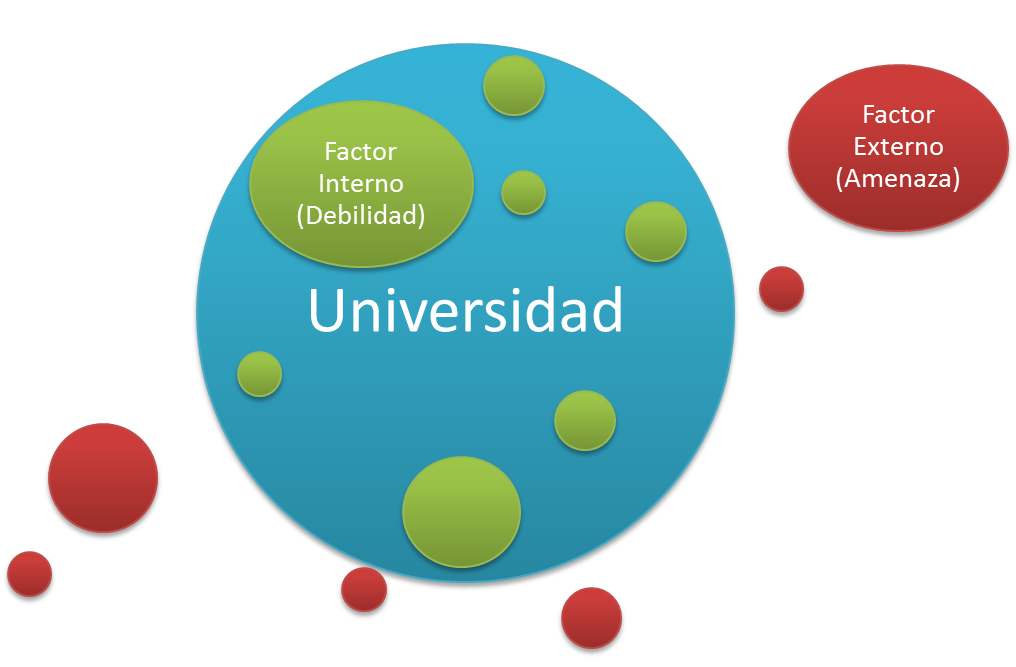 Factor
Interno
(Debilidad)
Factor
Externo
(Amenaza)
Universidad